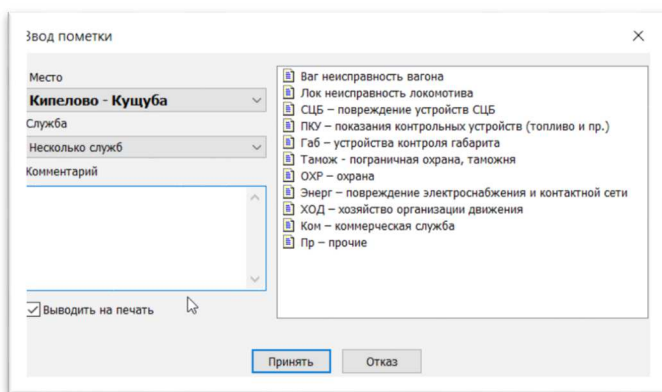 Ввод пометки
Место
Кипелово - Кущуба
Служба
Несколько служб
Комментарий
Выводить на печать
Ваг неисправность вагона
Лок неисправность локомотива
СЦБ – повреждение устройств СЦБ
ПКУ – показания контрольных устройств (топливо и пр.)
Габ – устройства контроля габарита
Тамож - пограничная охрана, таможня
ОХР – охрана
Энерг – повреждение электроснабжения и контактной сети
ХОД – хозяйство организации движения
Ком – коммерческая служба
Пр – прочие
Принять
Отказ